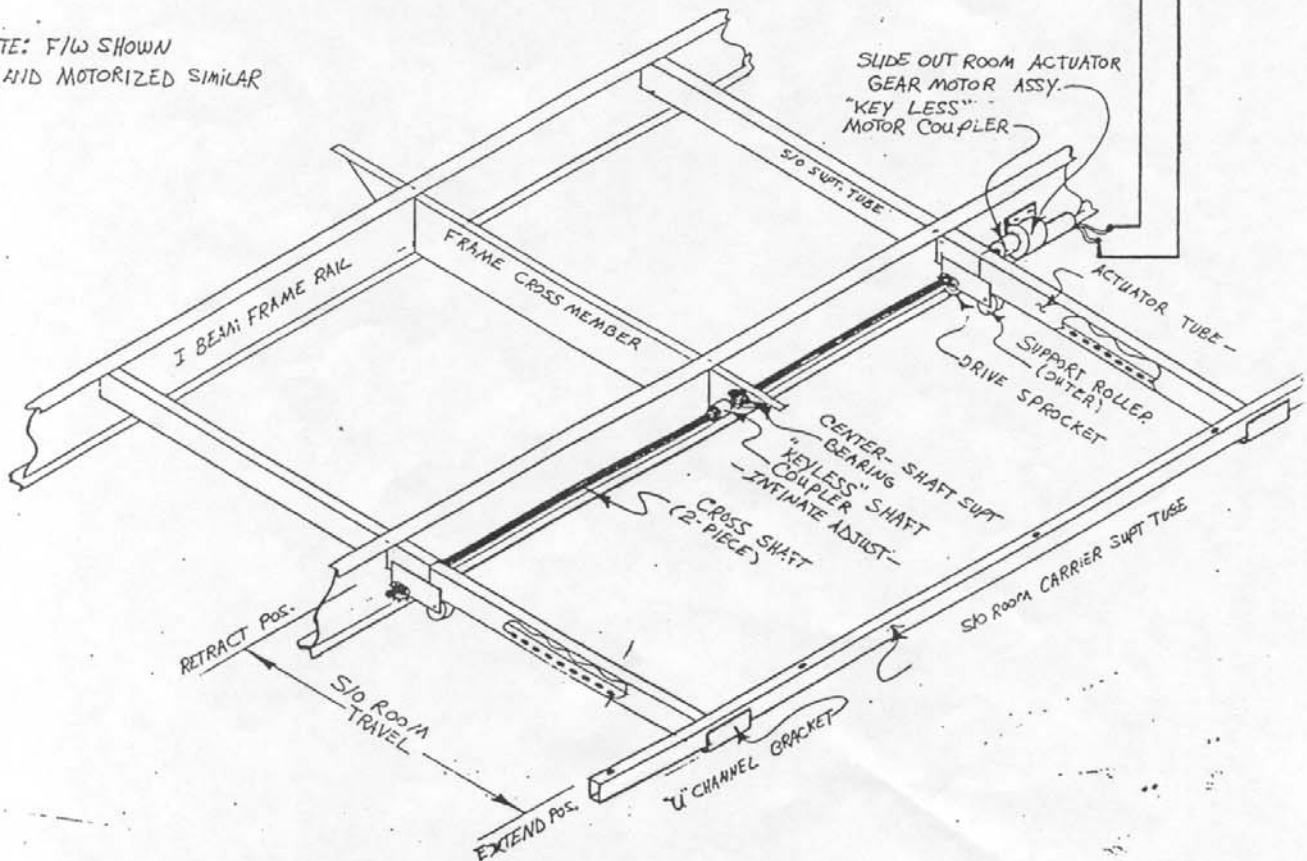 TE: F/W SHOWN
AND MOTORIZED SIMILAR
SLIDE OUT ROOM ACTUATOR
GEAR MOTOR ASSY.
"KEY LESS"
MOTOR COUPLER
S/O SUPT. TUBE
FRAME CROSS MEMBER
I BEAM FRAME RAIL
ACTUATOR TUBE -
SUPPORT ROLLER
(OUTER)
DRIVE SPROCKET
CENTER- SHAFT SUPT
BEARING
"KEYLESS" SHAFT
COUPLER
-INFINATE ADJUST-
CROSS SHAFT
(2-PIECE)
S/O ROOM CARRIER SUPT TUBE
RETRACT POS.
S/O ROOM
TRAVEL
"U" CHANNEL BRACKET
EXTEND POS.